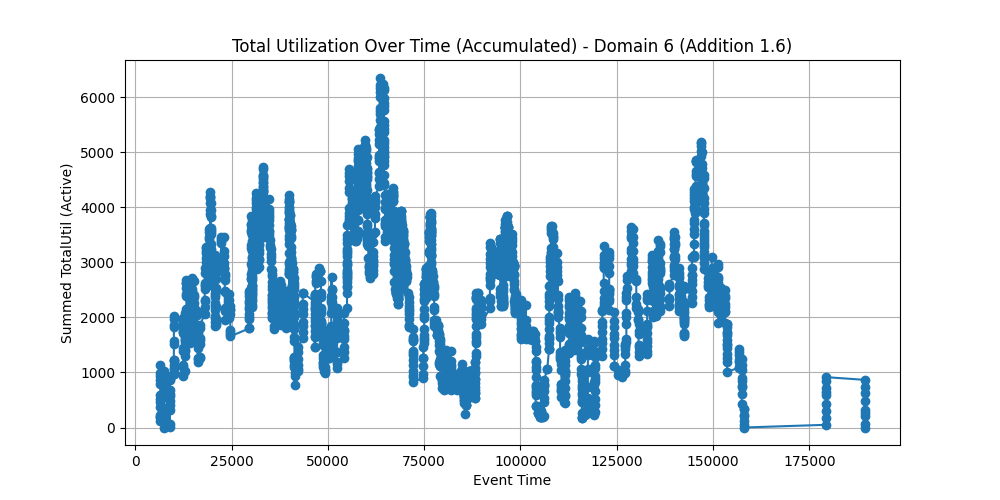 Total Utilization Over Time (Accumulated) - Domain 6 (Addition 1.6)
Summed TotalUtil (Active)
6000
5000
4000
3000
2000
1000
0
0 25000 50000 75000 100000 125000 150000 175000
Event Time